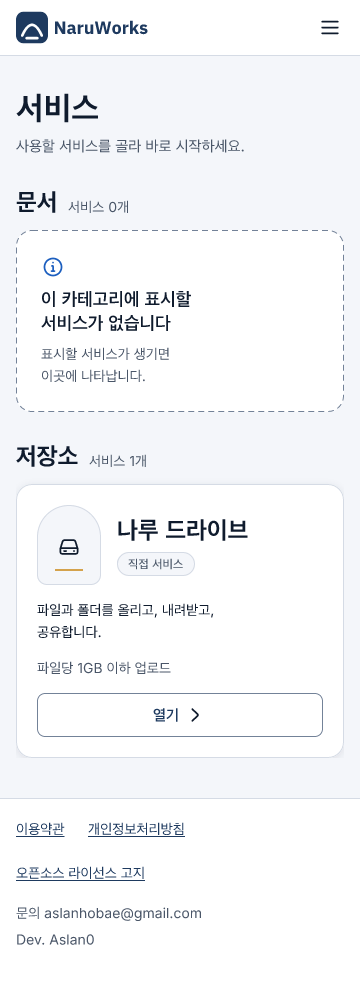 NaruWorks
서비스
사용할 서비스를 골라 바로 시작하세요.
문서 서비스 0개
이 카테고리에 표시할
서비스가 없습니다
표시할 서비스가 생기면
이곳에 나타납니다.
저장소 서비스 1개
나루 드라이브
직접 서비스
파일과 폴더를 올리고, 내려받고,
공유합니다.
파일당 1GB 이하 업로드
열기
이용약관 개인정보처리방침
오픈소스 라이선스 고지
문의 aslanhobae@gmail.com
Dev. Aslan0